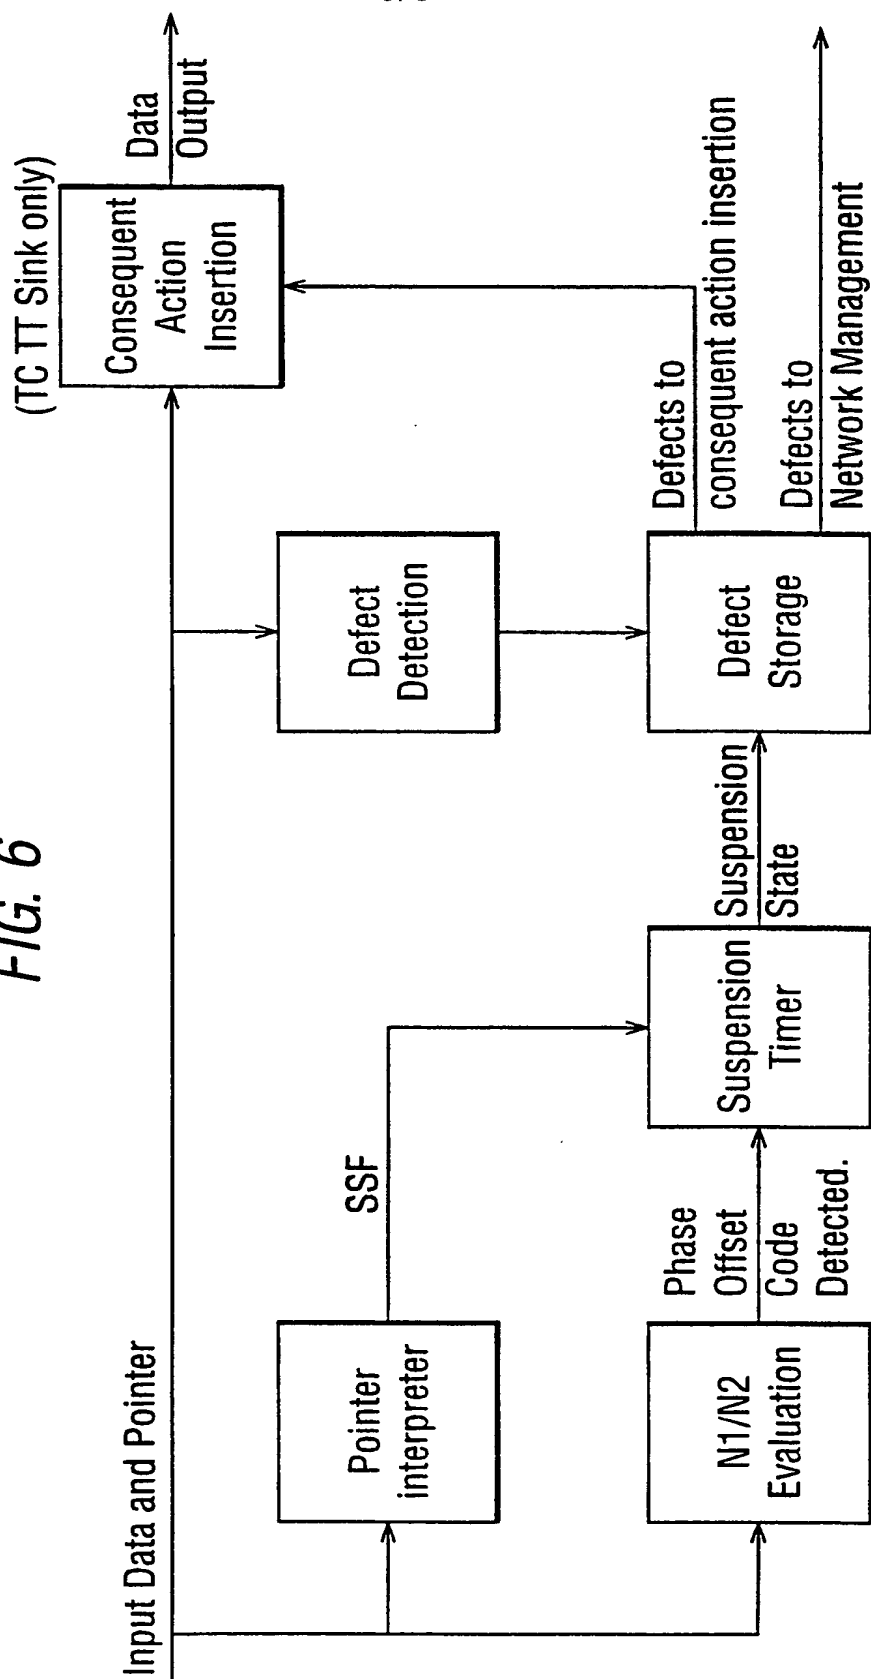 FIG. 6
Input Data and Pointer
(TC TT Sink only)
Consequent
Action
Insertion
Data
Output
Pointer
interpreter
SSF
Defect
Detection
N1/N2
Evaluation
Phase
Offset
Code
Detected.
Suspension
Timer
Suspension
State
Defect
Storage
Defects to
consequent action insertion
Defects to
Network Management